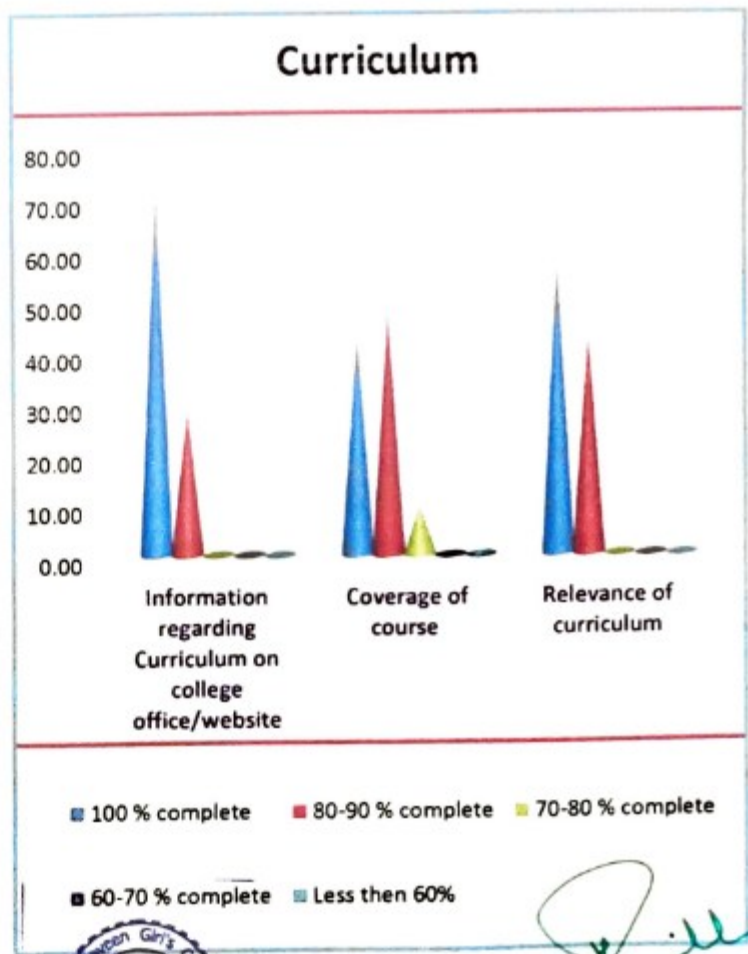 Curriculum
80.00
70.00
60.00
50.00
40.00
30.00
20.00
10.00
0.00
Information
regarding
Curriculum on
college
office/website
Coverage of
course
Relevance of
curriculum
100 % complete
80-90 % complete
70-80 % complete
60-70 % complete
Less then 60%
Girl's